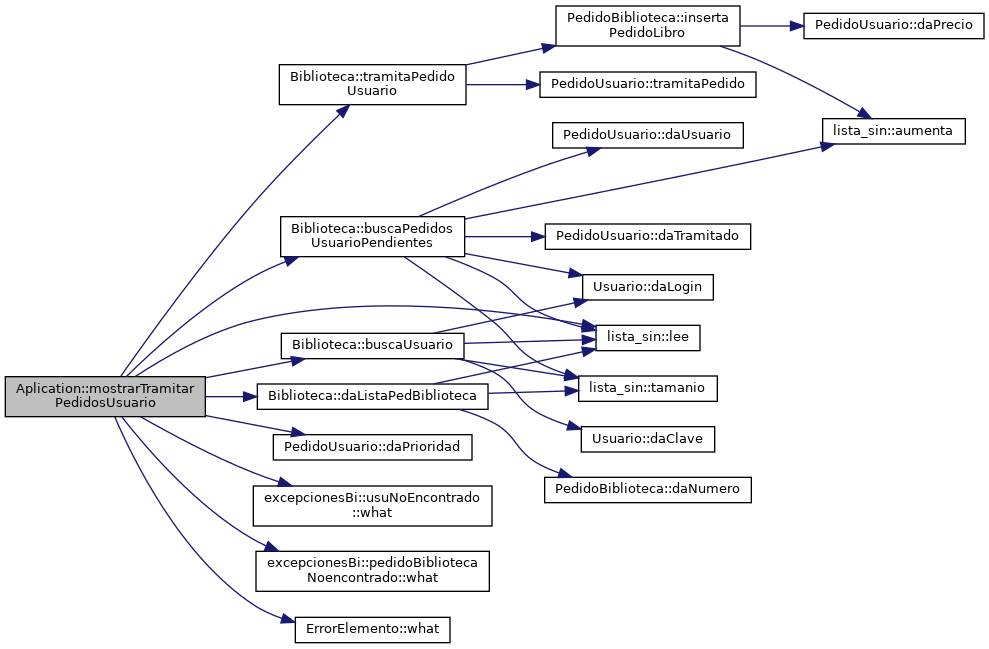 PedidoBiblioteca::inserta
PedidoLibro
PedidoUsuario::daPrecio
Biblioteca::tramitaPedido
Usuario
PedidoUsuario::tramitaPedido
lista_sin::aumenta
PedidoUsuario::daUsuario
Biblioteca::buscaPedidos
UsuarioPendientes
PedidoUsuario::daTramitado
Usuario::daLogin
lista_sin::lee
Biblioteca::buscaUsuario
lista_sin::tamanio
Aplication::mostrarTramitar
PedidosUsuario
Biblioteca::daListaPedBiblioteca
Usuario::daClave
PedidoUsuario::daPrioridad
PedidoBiblioteca::daNumero
excepcionesBi::usuNoEncontrado
::what
excepcionesBi::pedidoBiblioteca
Noencontrado::what
ErrorElemento::what